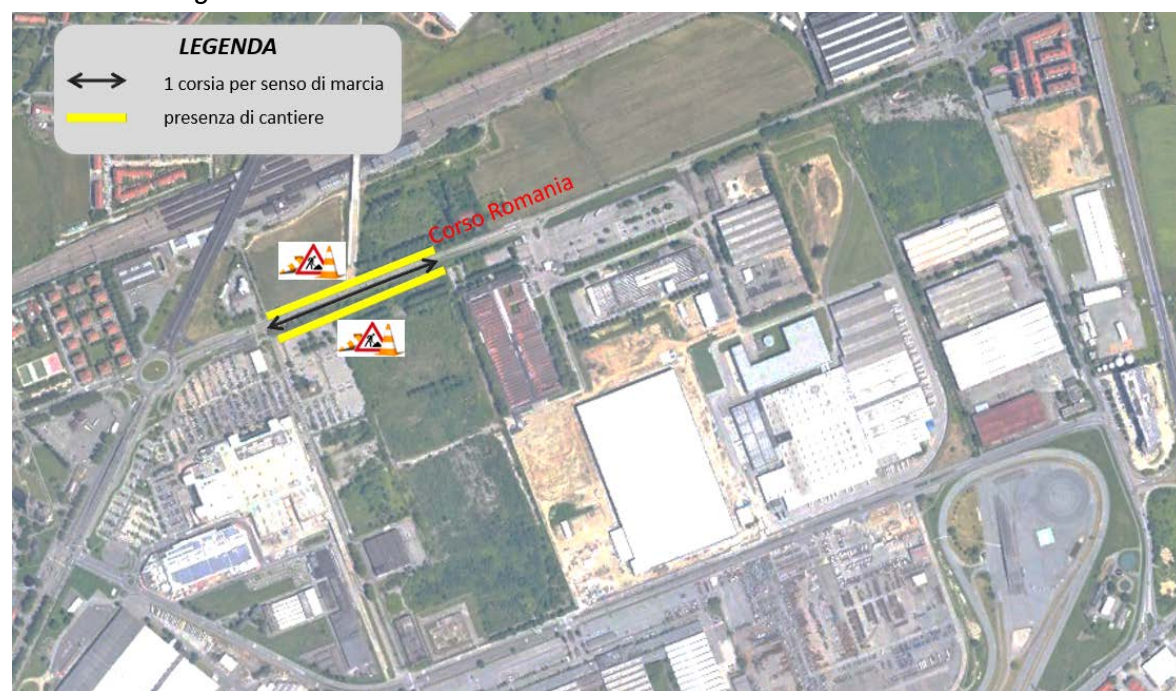 LEGENDA
1 corsia per senso di marcia
presenza di cantiere
Corso Romania